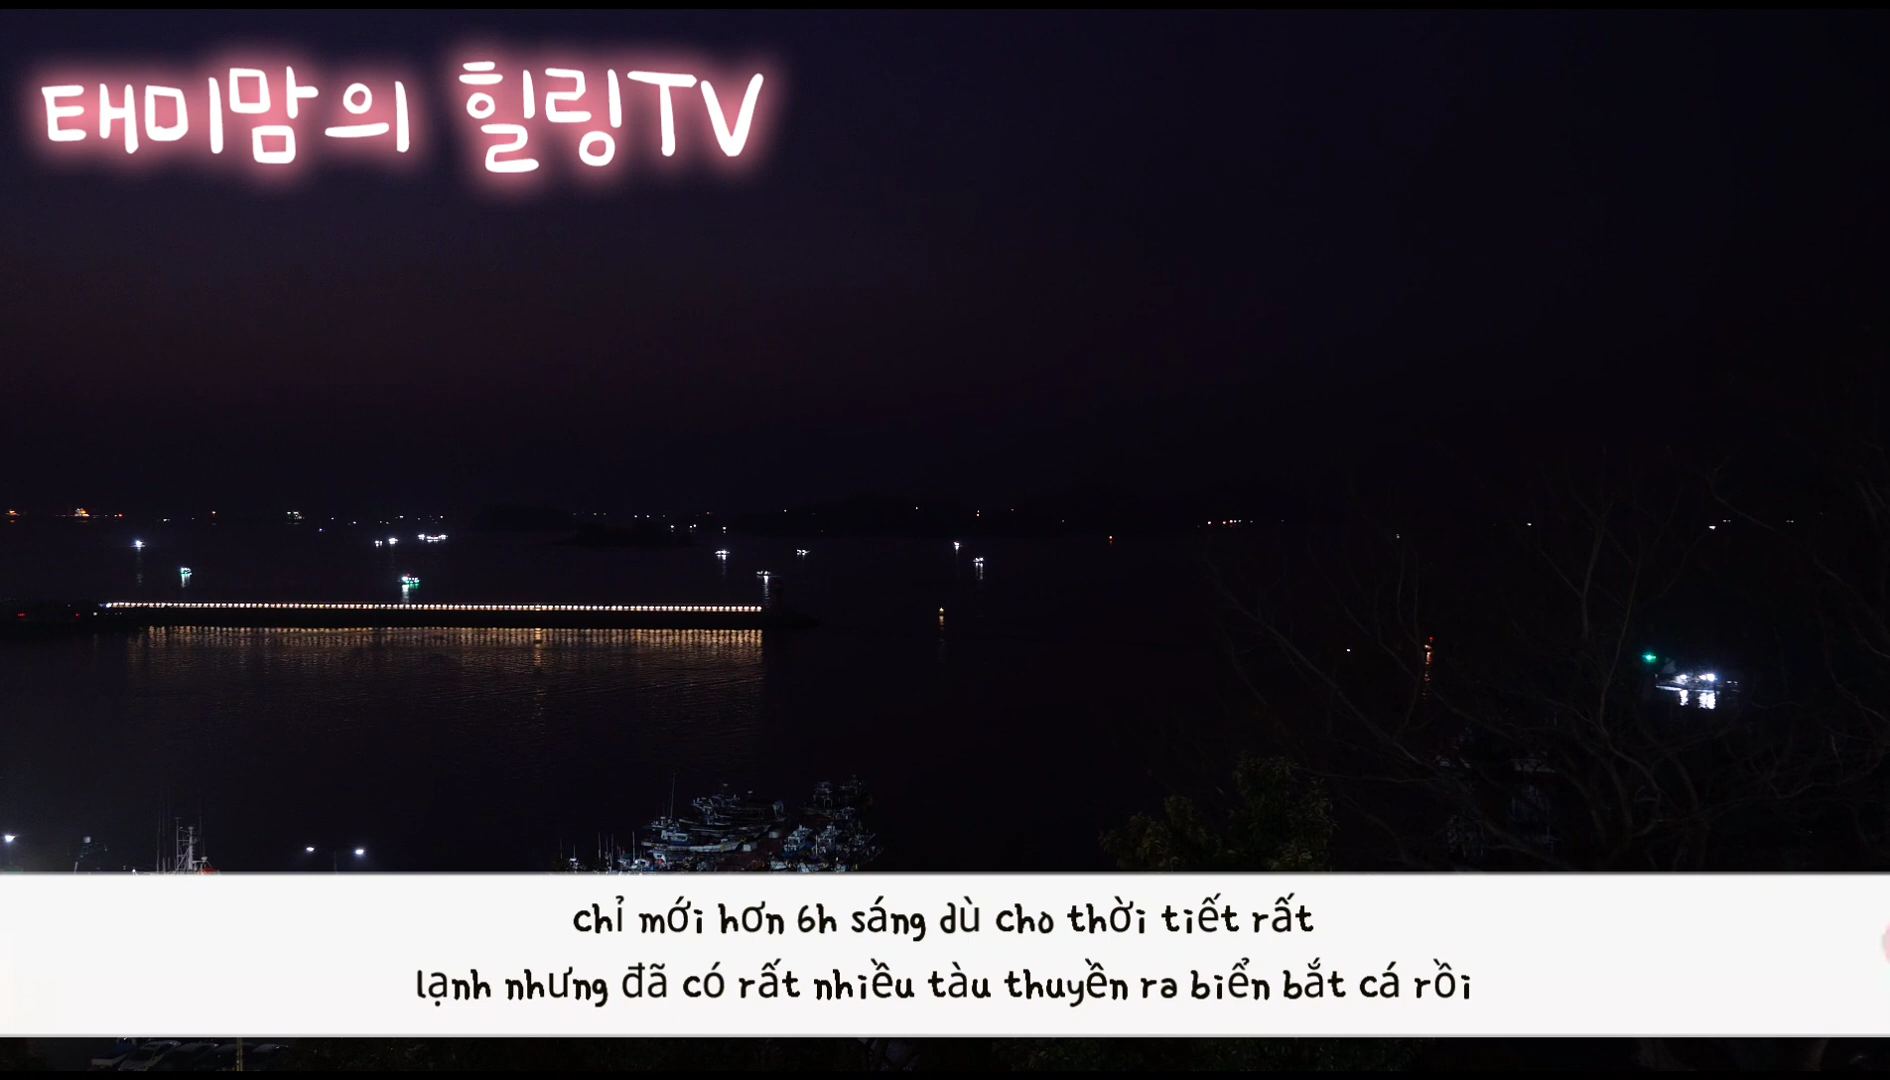 태미맘의 힐링TV
chỉ mới hơn 6h sáng dù cho thời tiết rất
lạnh nhưng đã có rất nhiều tàu thuyền ra biển bắt cá rồi